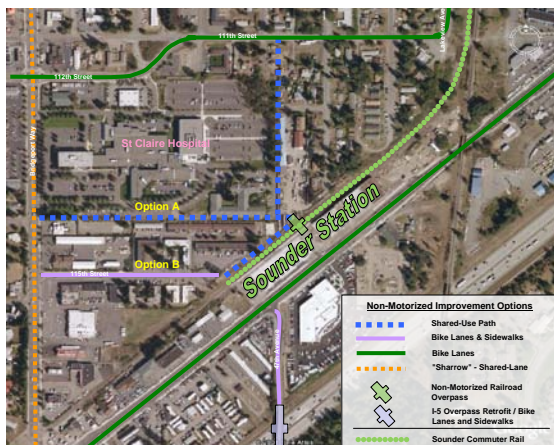 111th Street
Lakeview Ave
112th Street
Bridgeport Way
St Claire Hospital
Option A
Sounder Station
Option B
115th Street
47th Avenue
Non-Motorized Improvement Options
Shared-Use Path
Bike Lanes & Sidewalks
Bike Lanes
"Sharrow" - Shared-Lane
Non-Motorized Railroad
Overpass
I-5 Overpass Retrofit / Bike
Lanes and Sidewalks
Sounder Commuter Rail